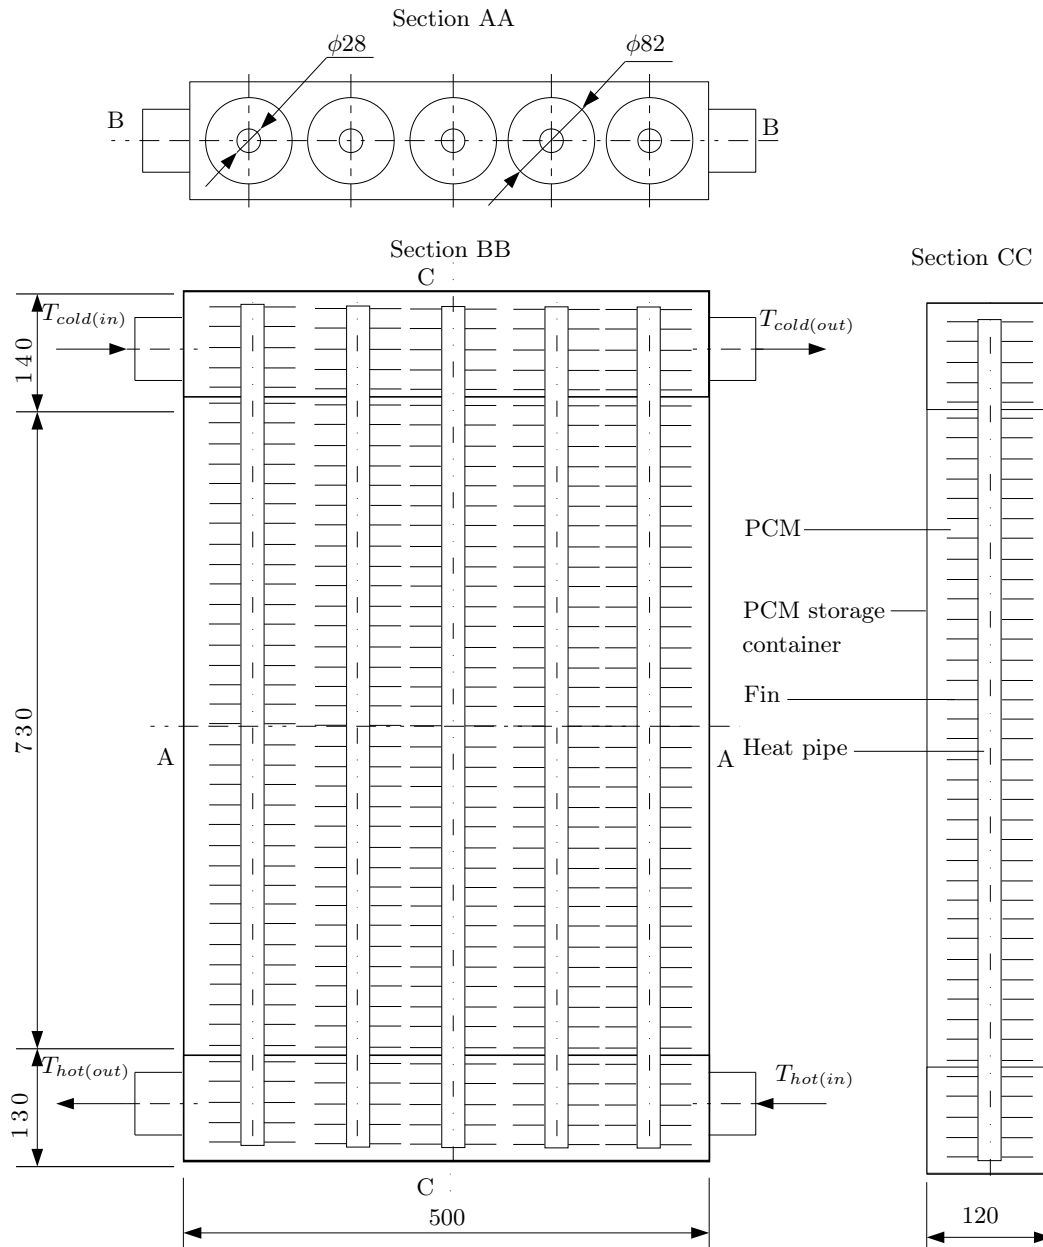 Section AA
ϕ28
ϕ82
B
B
Section BB
C
Section CC
T_cold(in)
T_cold(out)
140
PCM
PCM storage
container
Fin
730
Heat pipe
A
A
T_hot(out)
T_hot(in)
130
C
500
120